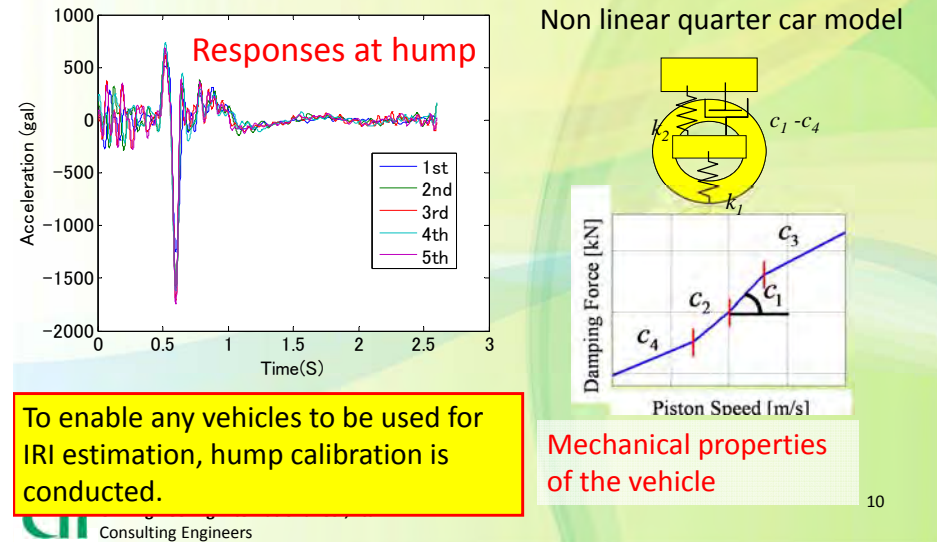 Responses at hump
Acceleration (gal)
1000
500
0
−500
−1000
−1500
−2000
0
0.5
1
1.5
2
2.5
3
Time(S)
1st
2nd
3rd
4th
5th
To enable any vehicles to be used for
IRI estimation, hump calibration is
conducted.
Non linear quarter car model
k2
c1 -c4
k1
Damping Force [kN]
c3
c1
c2
c4
Piston Speed [m/s]
Mechanical properties
of the vehicle
10
Consulting Engineers